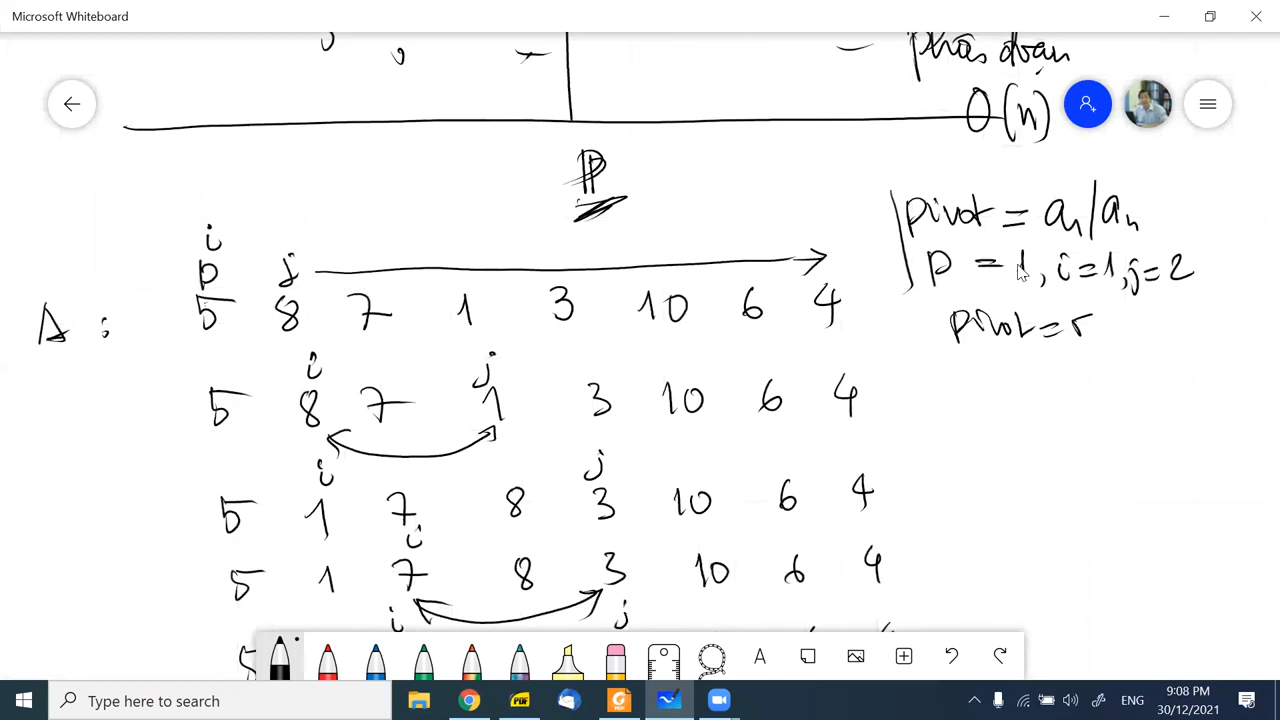 Microsoft Whiteboard
phân đoạn
O(n)
P
pivot = a₁/aₙ
p = 1, i=1, j=2
pivot = 5
i
p j
A : 5 8 7 1 3 10 6 4
i j
5 8 7 1 3 10 6 4
i j
5 1 7 8 3 10 6 4
i
5 1 7 8 3 10 6 4
i j
5
A
Type here to search
PDF
ENG
9:08 PM
30/12/2021